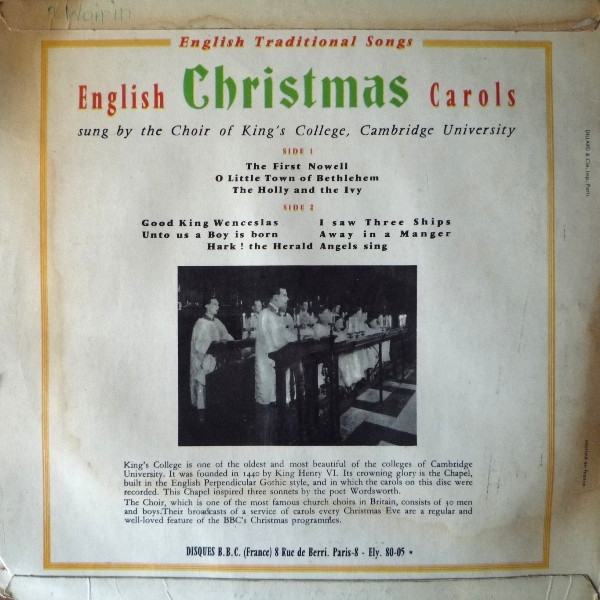 English Traditional Songs
English Christmas Carols
sung by the Choir of King's College, Cambridge University
SIDE 1
The First Nowell
O Little Town of Bethlehem
The Holly and the Ivy
SIDE 2
Good King Wenceslas I saw Three Ships
Unto us a Boy is born Away in a Manger
Hark ! the Herald Angels sing
King's College is one of the oldest and most beautiful of the colleges of Cambridge
University. It was founded in 1440 by King Henry VI. Its crowning glory is the Chapel,
built in the English Perpendicular Gothic style, and in which the carols on this disc were
recorded. This Chapel inspired three sonnets by the poet Wordsworth.
The Choir, which is one of the most famous church choirs in Britain, consists of 30 men
and boys.Their broadcasts of a service of carols every Christmas Eve are a regular and
well-loved feature of the BBC's Christmas programmes.
DISQUES B.B.C. (France) 8 Rue de Berri. Paris-8 - Ely. 80-05 *
& Cie. Imp. Paris